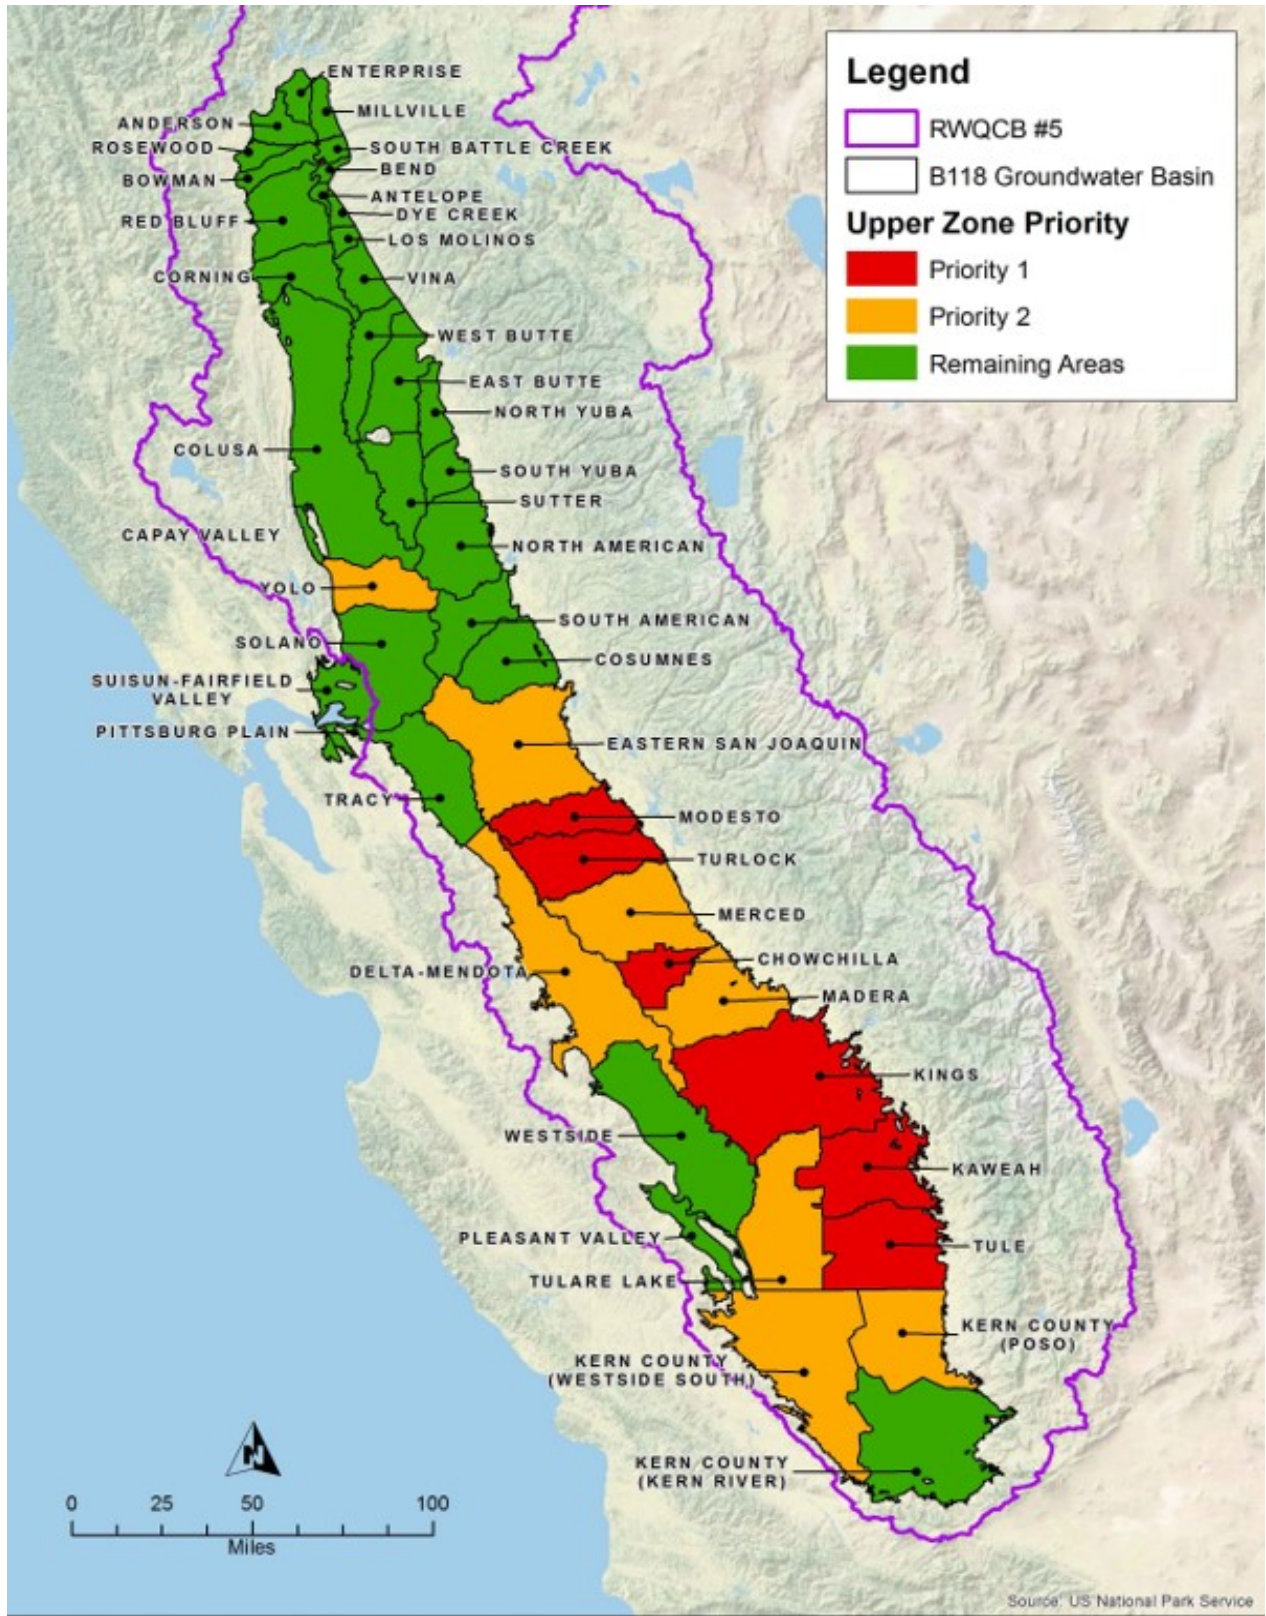 Legend
RWQCB #5
B118 Groundwater Basin
Upper Zone Priority
Priority 1
Priority 2
Remaining Areas
ENTERPRISE
MILLVILLE
ANDERSON
ROSEWOOD
SOUTH BATTLE CREEK
BEND
BOWMAN
ANTELOPE
DYE CREEK
RED BLUFF
LOS MOLINOS
CORNING
VINA
WEST BUTTE
EAST BUTTE
NORTH YUBA
COLUSA
SOUTH YUBA
SUTTER
CAPAY VALLEY
NORTH AMERICAN
YOLO
SOUTH AMERICAN
SOLANO
COSUMNES
SUISUN-FAIRFIELD
VALLEY
PITTSBURG PLAIN
EASTERN SAN JOAQUIN
TRACY
MODESTO
TURLOCK
MERCED
CHOWCHILLA
DELTA-MENDOTA
MADERA
KINGS
WESTSIDE
KAWEAH
PLEASANT VALLEY
TULE
TULARE LAKE
KERN COUNTY
(POSO)
KERN COUNTY
(WESTSIDE SOUTH)
KERN COUNTY
(KERN RIVER)
N
0 25 50 100
Miles
Source: US National Park Service